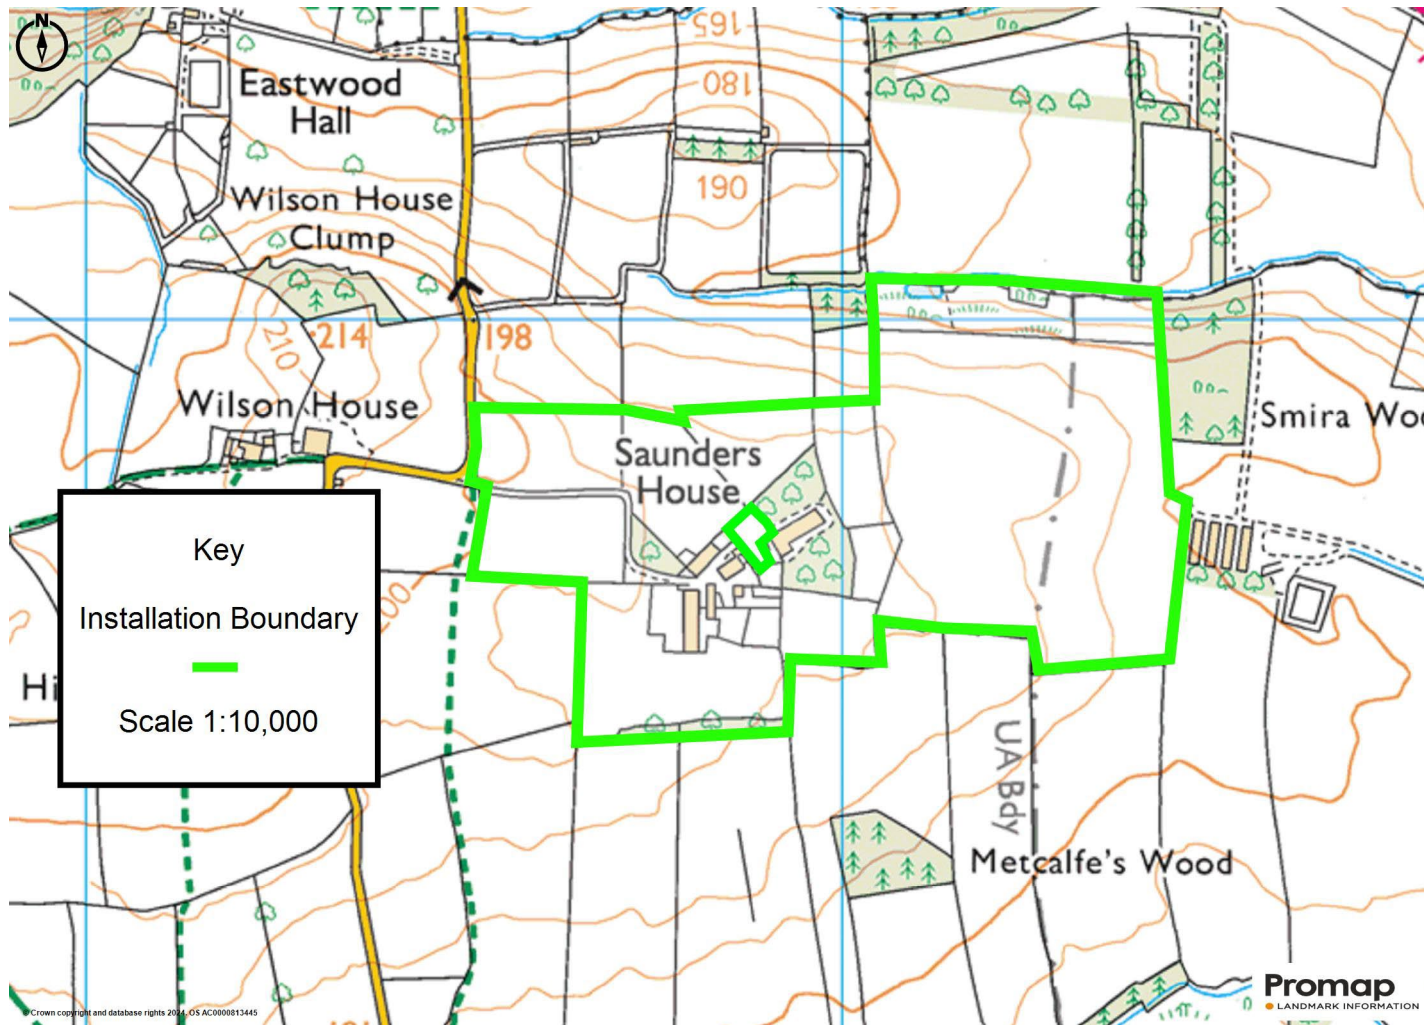 N
165
180
Eastwood
Hall
190
Wilson House
Clump
214
198
210
Wilson House
Smira Woo
Saunders
House
Key
Installation Boundary
Scale 1:10,000
Hi
UA Bdy
Metcalfe's Wood
Promap
LANDMARK INFORMATION
© Crown copyright and database rights 2024. OS AC0000813445